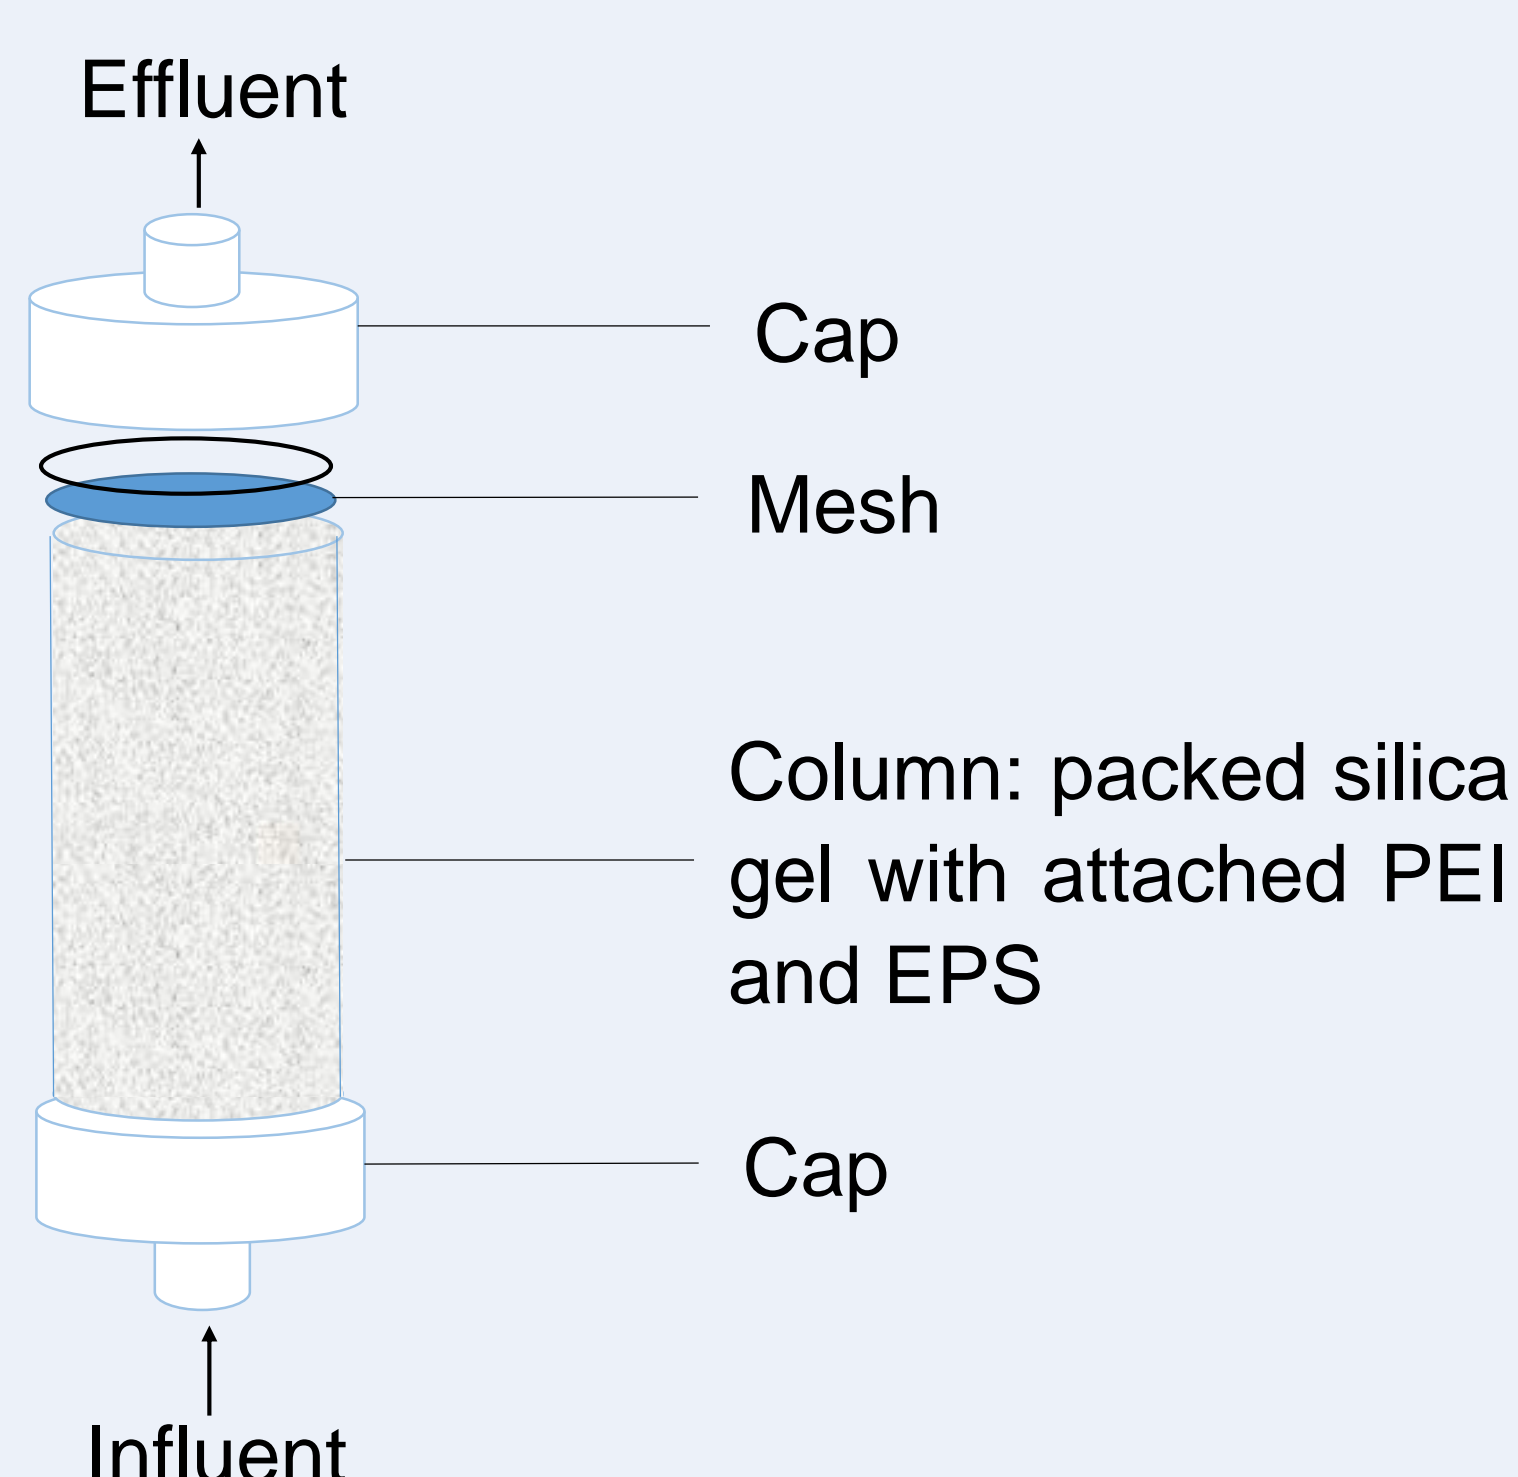 Effluent
Cap
Mesh
Column: packed silica
gel with attached PEI
and EPS
Cap
Influent